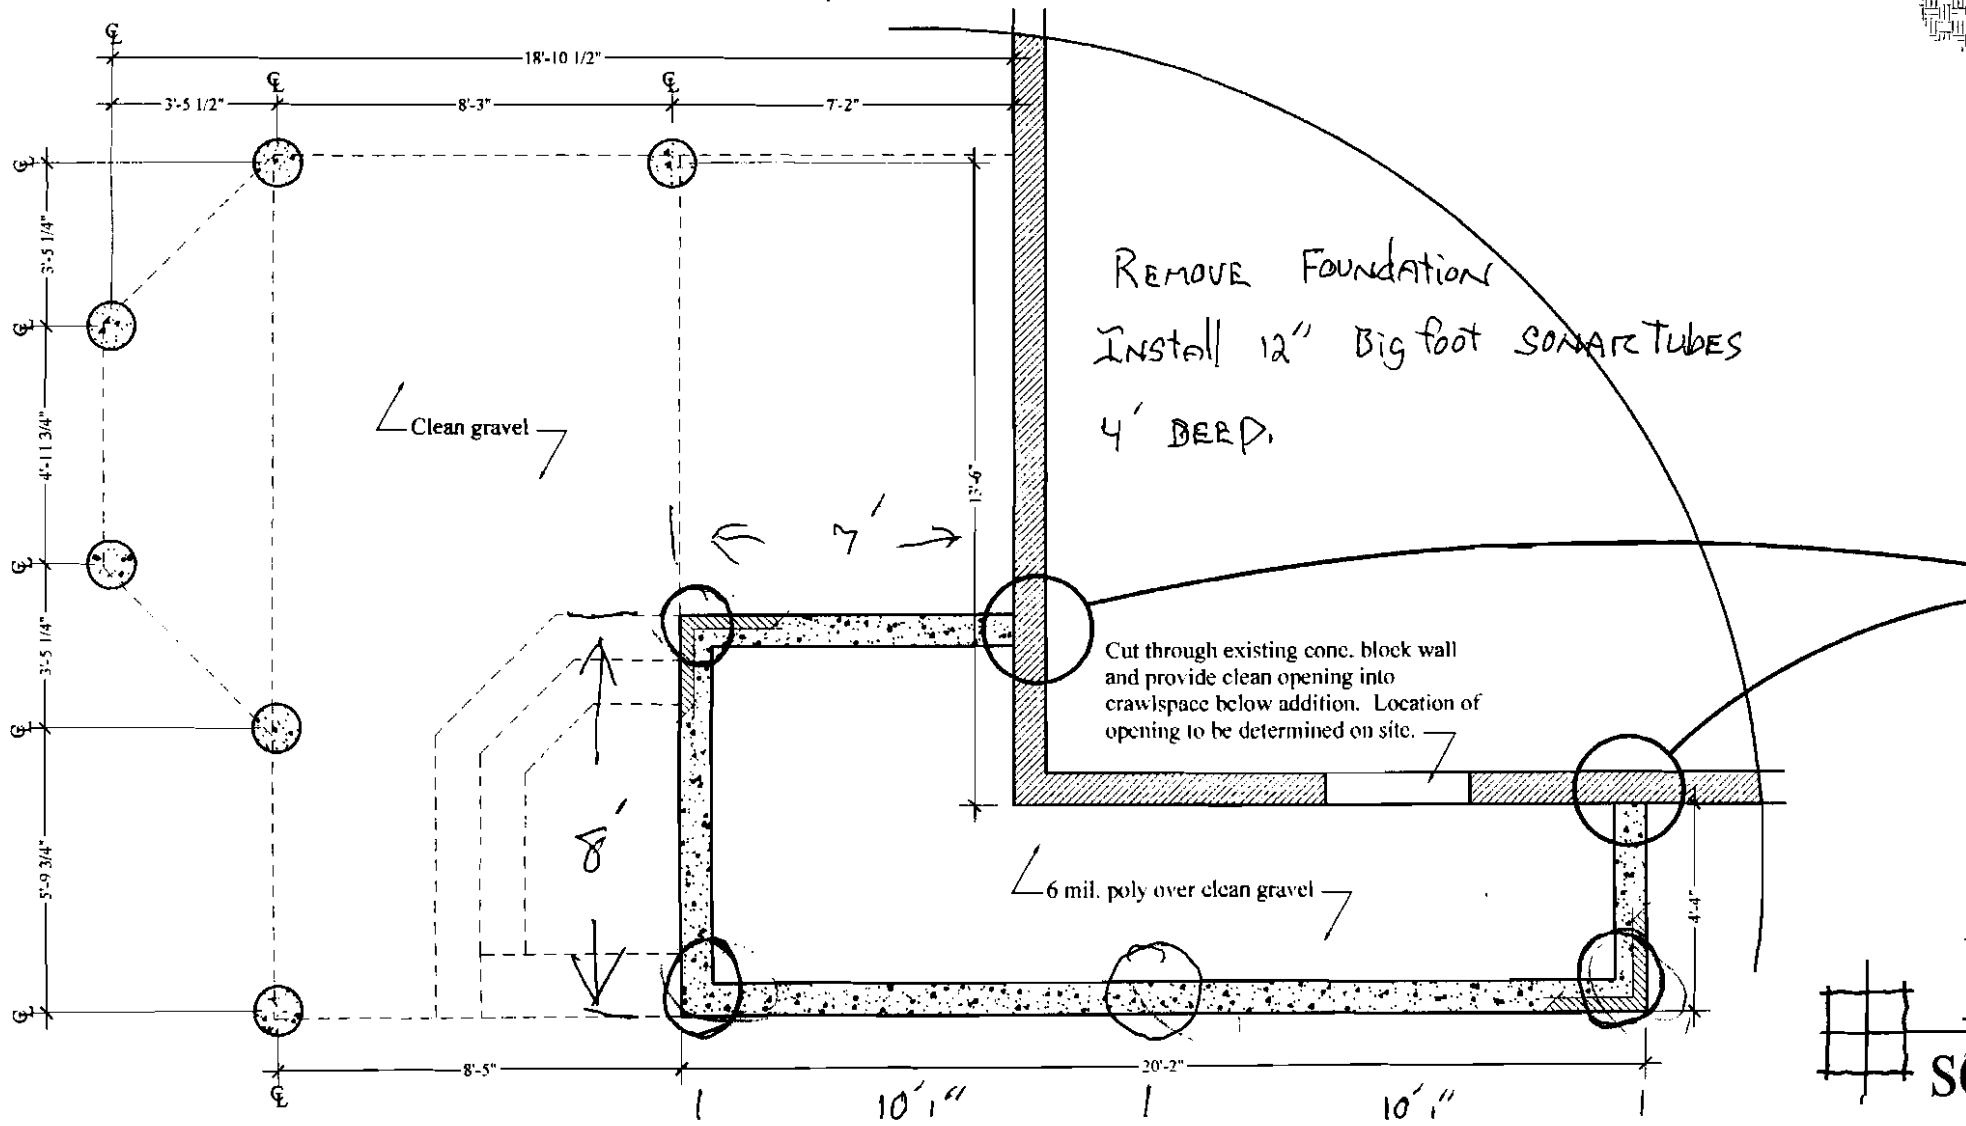 ℄
18'-10 1/2"
℄
℄
3'-5 1/2"
8'-3"
7'-2"
℄
3'-5 1/4"
REMOVE FOUNDATION
INSTALL 12" Big foot SONAR TUBES
4' DEEP.
℄
Clean gravel
4'-11 3/4"
13'-6"
7'
℄
3'-5 1/4"
Cut through existing conc. block wall
and provide clean opening into
crawlspace below addition. Location of
opening to be determined on site.
℄
8'
5'-9 3/4"
6 mil. poly over clean gravel
4'-4"
℄
8'-5"
20'-2"
℄
10' 1"
10' 1"